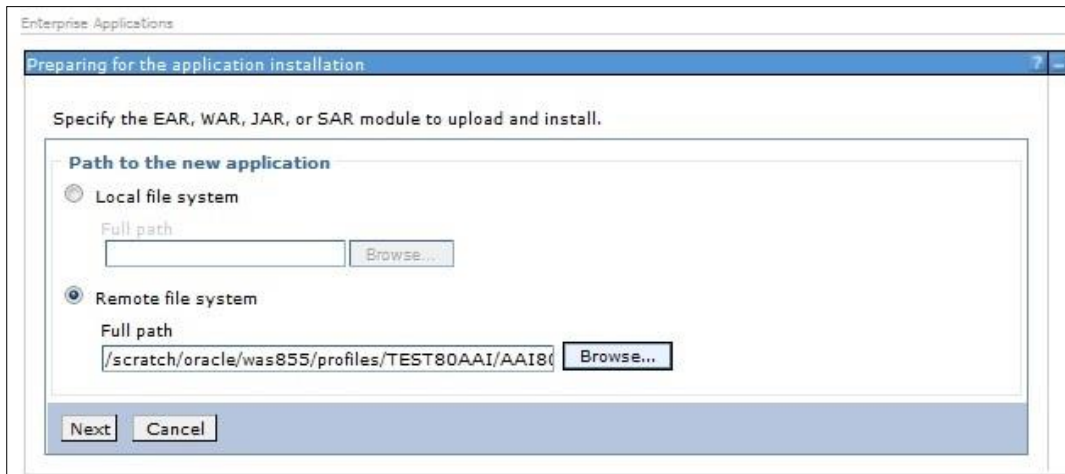 Enterprise Applications
Preparing for the application installation ? –
Specify the EAR, WAR, JAR, or SAR module to upload and install.
Path to the new application
Local file system
Full path
Browse...
Remote file system
Full path
/scratch/oracle/was855/profiles/TEST80AAI/AAI80 Browse...
Next Cancel